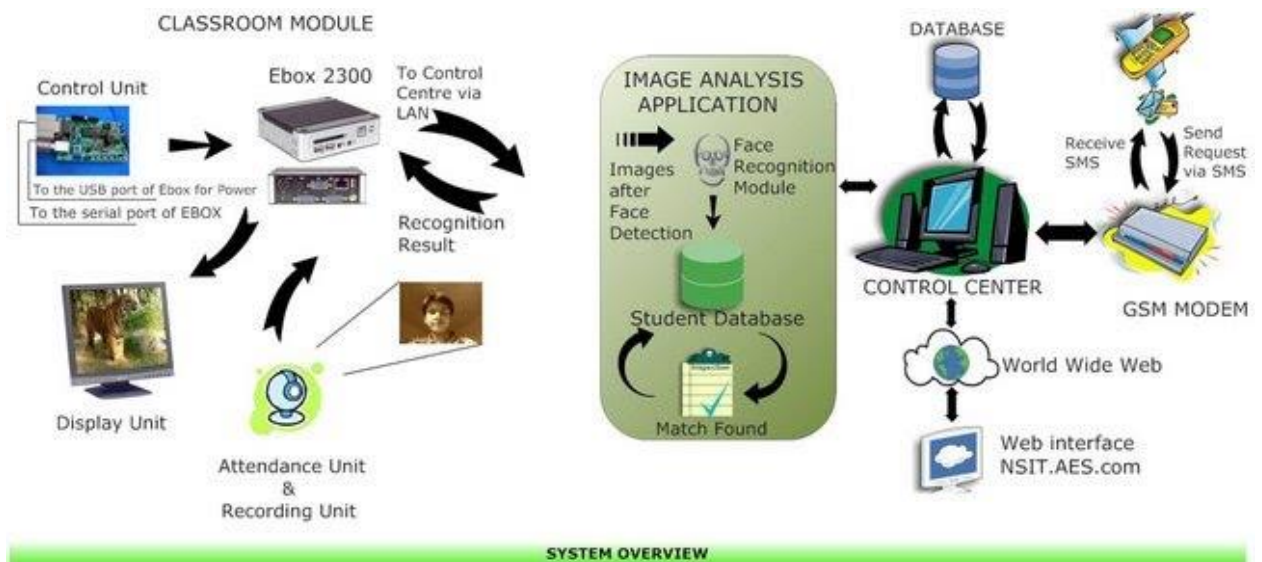 CLASSROOM MODULE
Control Unit
Ebox 2300
To Control
Centre via
LAN
To the USB port of Ebox for Power
To the serial port of EBOX
Recognition
Result
Display Unit
Attendance Unit
&
Recording Unit
IMAGE ANALYSIS
APPLICATION
Images
after
Face
Detection
Face
Recognition
Module
Student Database
Match Found
DATABASE
CONTROL CENTER
Receive
SMS
Send
Request
via SMS
GSM MODEM
World Wide Web
Web interface
NSIT.AES.com
SYSTEM OVERVIEW